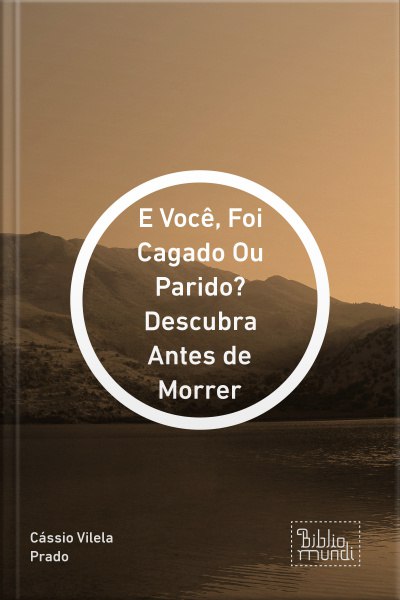 E Você, Foi
Cagado Ou
Parido?
Descubra
Antes de
Morrer
Cássio Vilela
Prado
Biblio
mundi